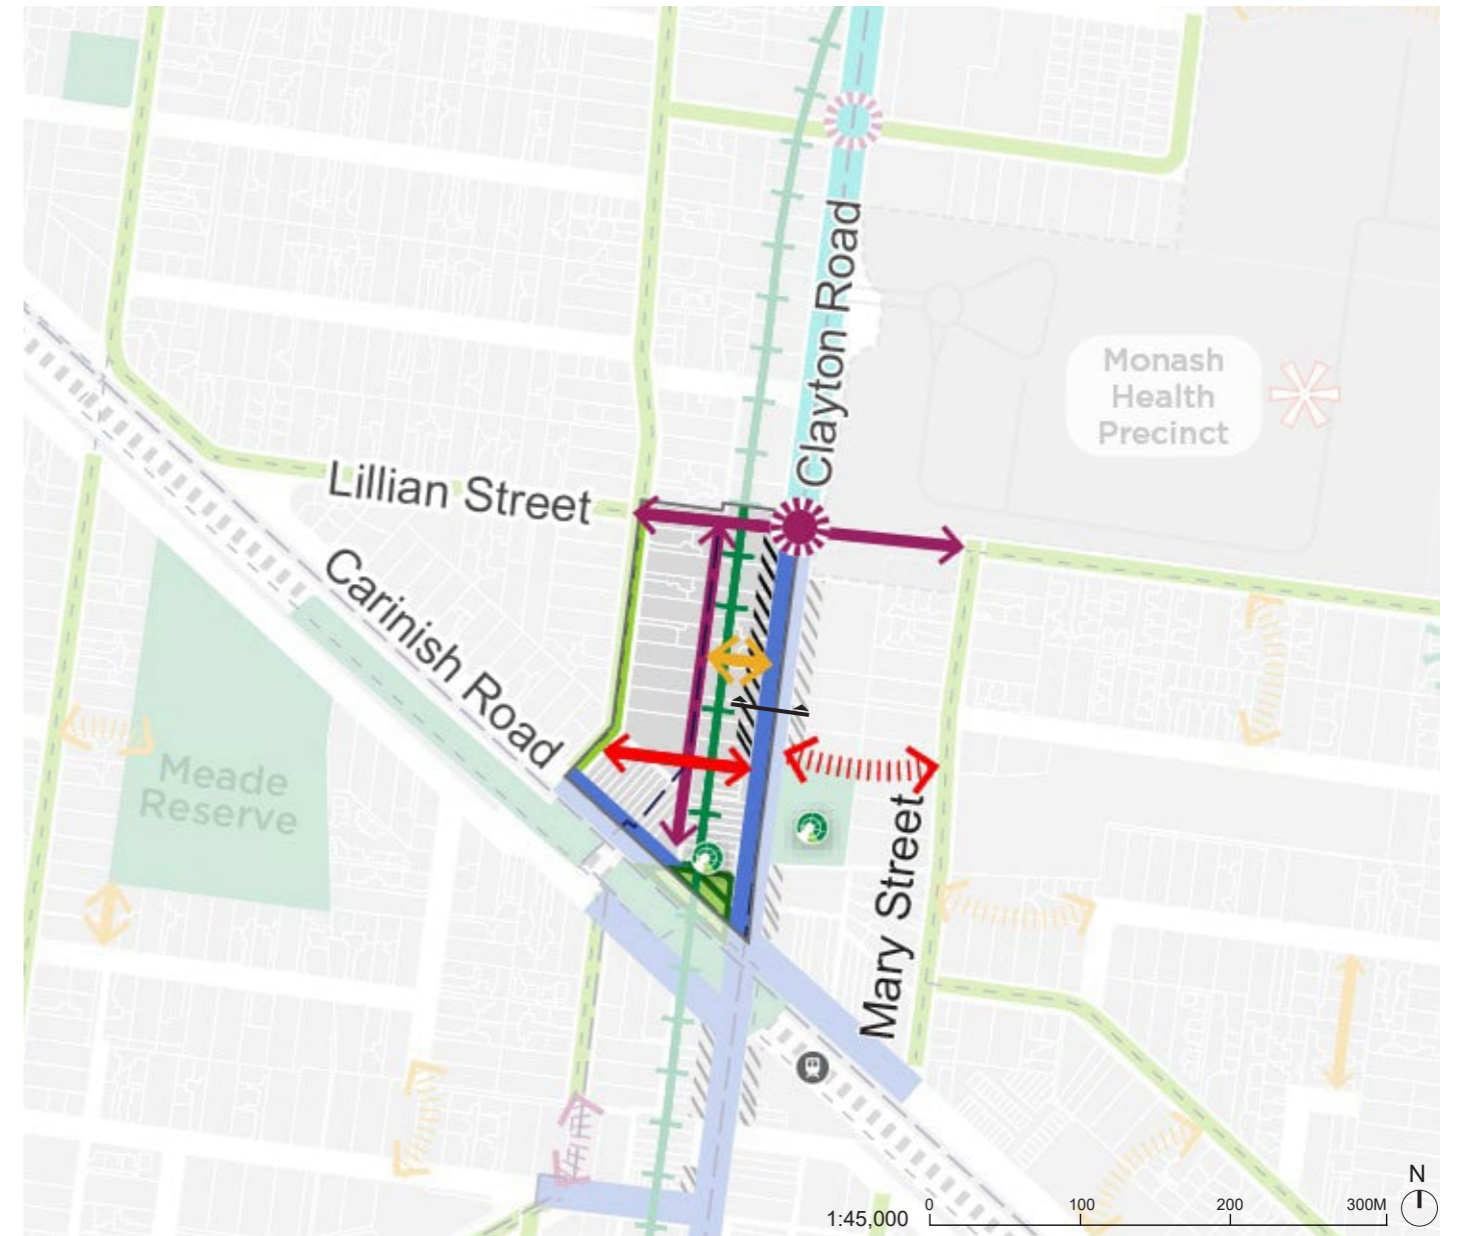 Clayton Road
Monash
Health
Precinct
Lillian Street
Carinish Road
Meade
Reserve
Mary Street
N
1:45,000
0
100
200
300M